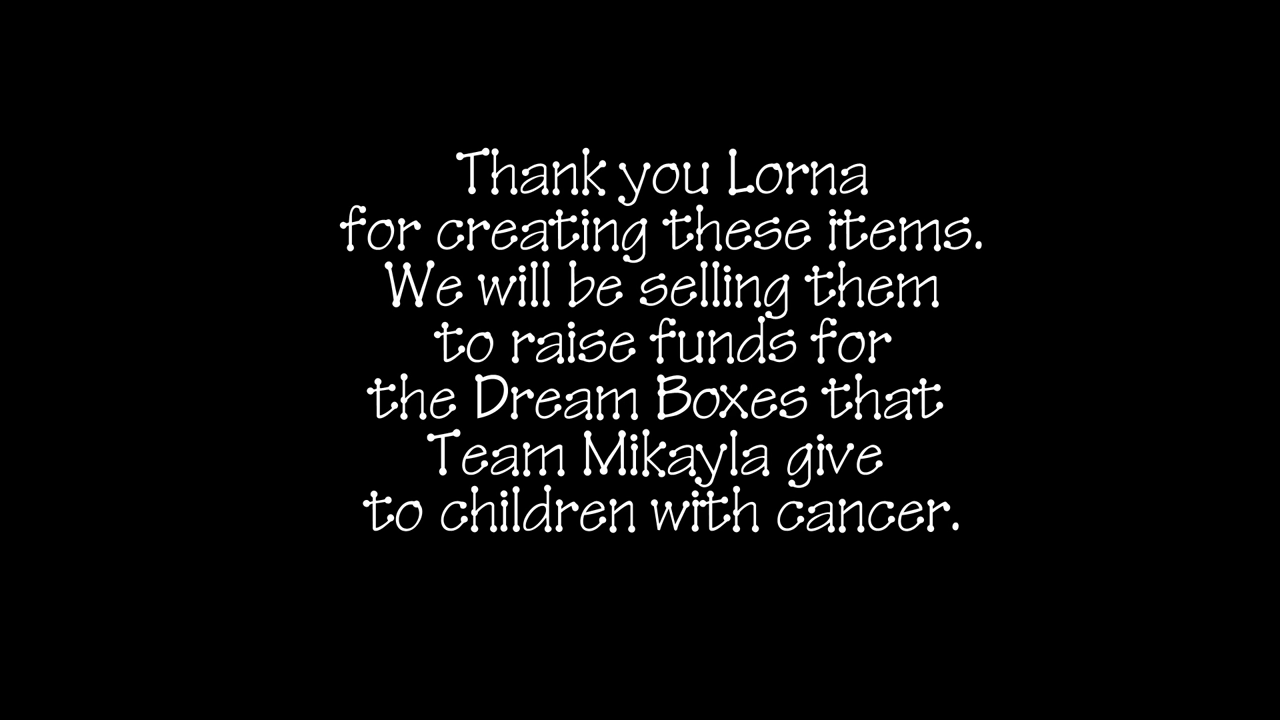 Thank you Lorna
for creating these items.
We will be selling them
to raise funds for
the Dream Boxes that
Team Mikayla give
to children with cancer.